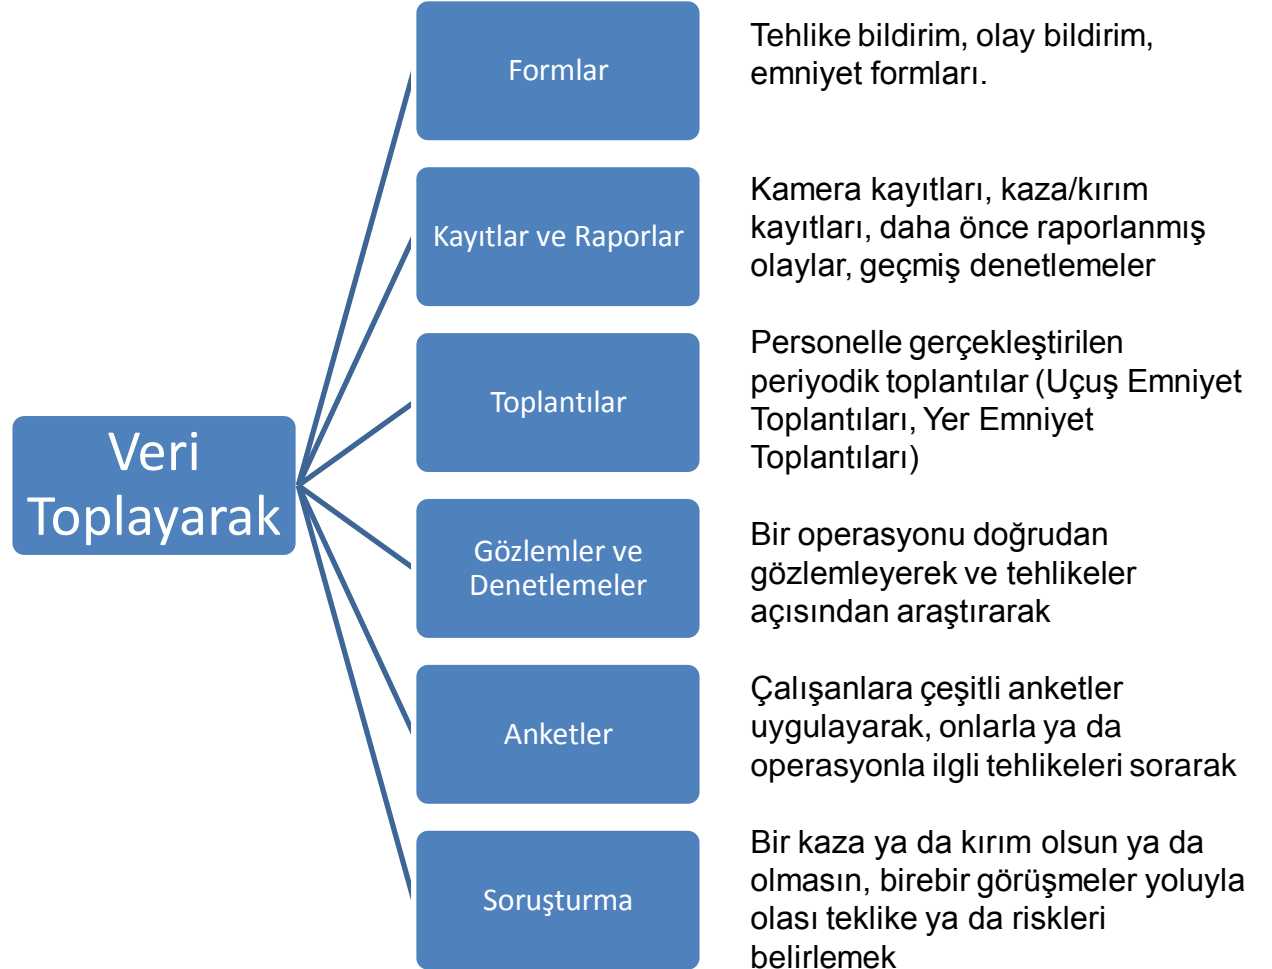 Veri
Toplayarak
Formlar
Tehlike bildirim, olay bildirim,
emniyet formları.
Kayıtlar ve Raporlar
Kamera kayıtları, kaza/kırım
kayıtları, daha önce raporlanmış
olaylar, geçmiş denetlemeler
Toplantılar
Personelle gerçekleştirilen
periyodik toplantılar (Uçuş Emniyet
Toplantıları, Yer Emniyet
Toplantıları)
Gözlemler ve
Denetlemeler
Bir operasyonu doğrudan
gözlemleyerek ve tehlikeler
açısından araştırarak
Anketler
Çalışanlara çeşitli anketler
uygulayarak, onlarla ya da
operasyonla ilgli tehlikeleri sorarak
Soruşturma
Bir kaza ya da kırım olsun ya da
olmasın, birebir görüşmeler yoluyla
olası teklike ya da riskleri
belirlemek